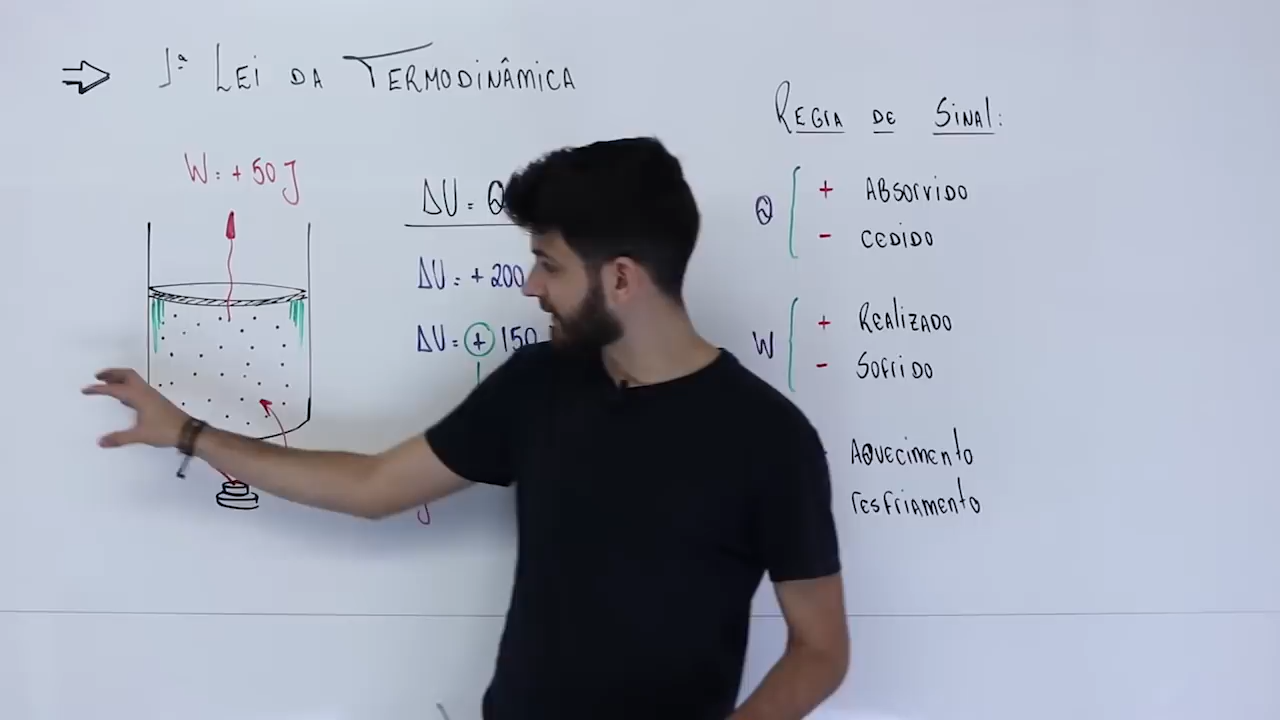 ⇒ 1ª LEI DA TERMODINÂMICA
W = + 50 J
ΔU = Q
ΔU = + 200
ΔU = + 150
J
REGRA DE SINAL:
Q
+ ABSORVIDO
- CEDIDO
W
+ REALIZADO
- SOFRIDO
AQUECIMENTO
RESFRIAMENTO